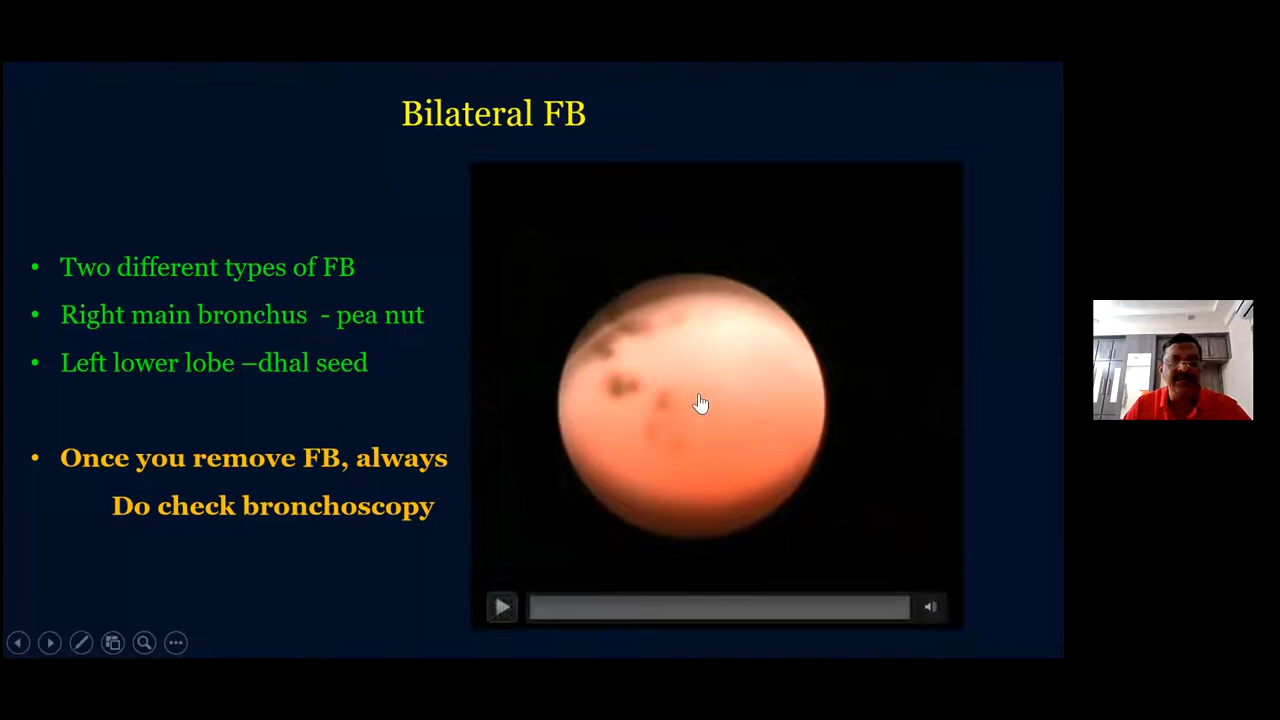 Bilateral FB
• Two different types of FB
• Right main bronchus - pea nut
• Left lower lobe –dhal seed
• Once you remove FB, always
Do check bronchoscopy